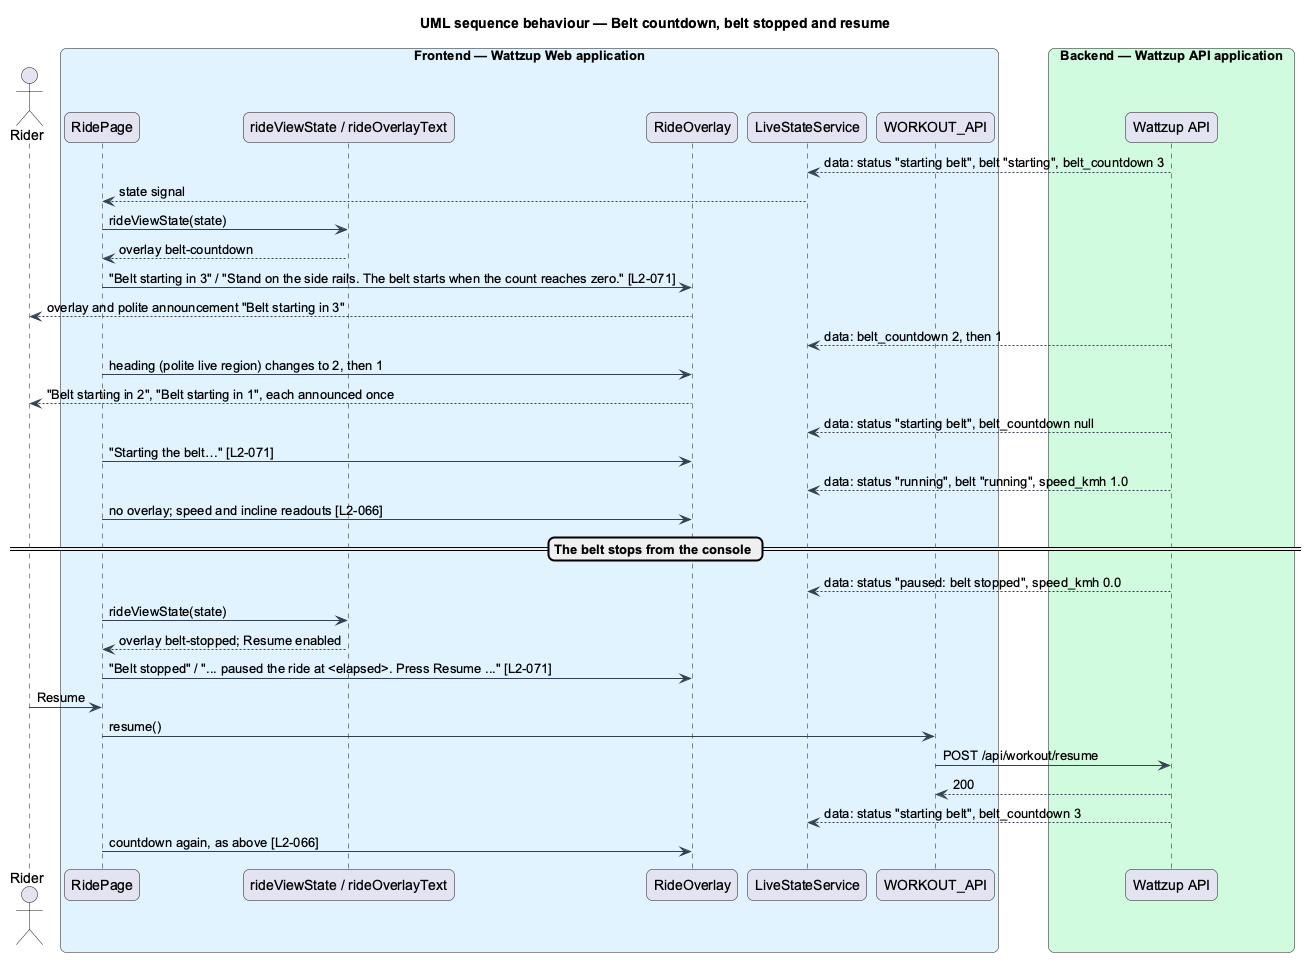 UML sequence behaviour — Belt countdown, belt stopped and resume
Frontend — Wattzup Web application
Backend — Wattzup API application
Rider
RidePage
rideViewState / rideOverlayText
RideOverlay
LiveStateService
WORKOUT_API
Wattzup API
data: status "starting belt", belt "starting", belt_countdown 3
state signal
rideViewState(state)
overlay belt-countdown
"Belt starting in 3" / "Stand on the side rails. The belt starts when the count reaches zero." [L2-071]
overlay and polite announcement "Belt starting in 3"
data: belt_countdown 2, then 1
heading (polite live region) changes to 2, then 1
"Belt starting in 2", "Belt starting in 1", each announced once
data: status "starting belt", belt_countdown null
"Starting the belt…" [L2-071]
data: status "running", belt "running", speed_kmh 1.0
no overlay; speed and incline readouts [L2-066]
The belt stops from the console
data: status "paused: belt stopped", speed_kmh 0.0
rideViewState(state)
overlay belt-stopped; Resume enabled
"Belt stopped" / "... paused the ride at <elapsed>. Press Resume ..." [L2-071]
Resume
resume()
POST /api/workout/resume
200
data: status "starting belt", belt_countdown 3
countdown again, as above [L2-066]
Rider
RidePage
rideViewState / rideOverlayText
RideOverlay
LiveStateService
WORKOUT_API
Wattzup API